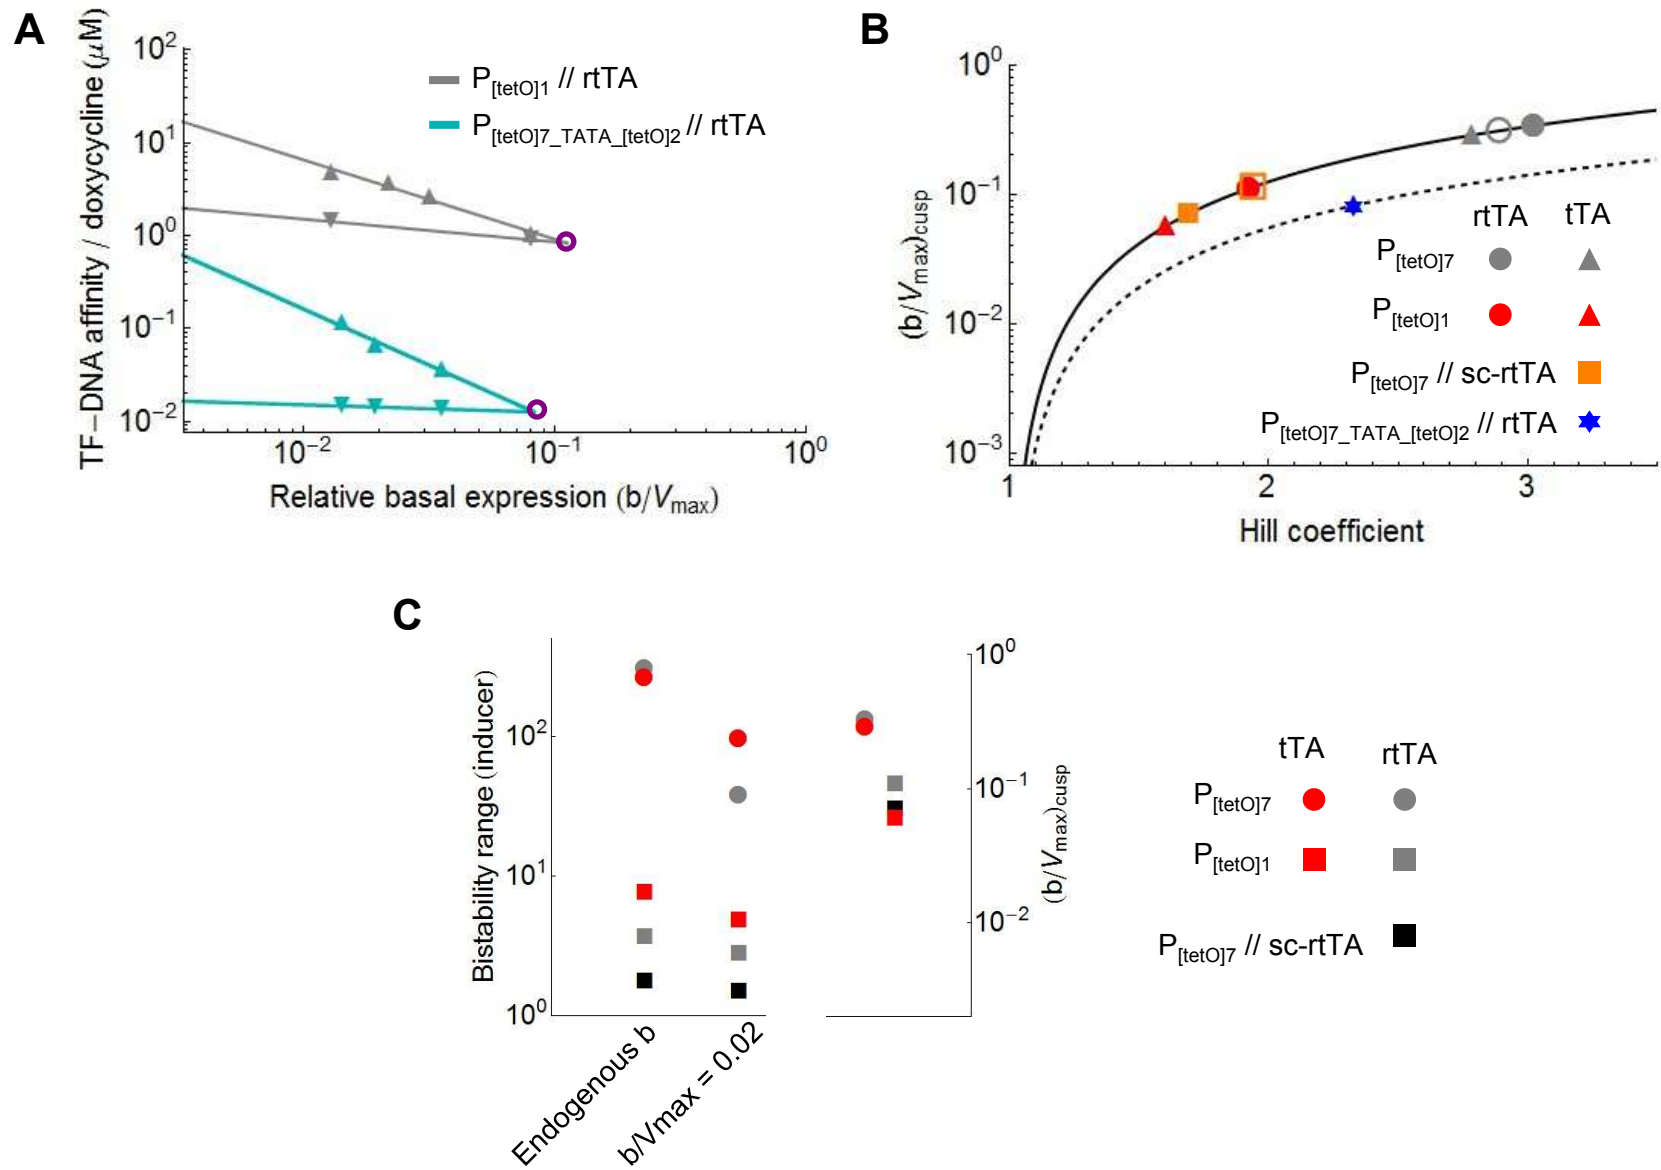 A
TF−DNA affinity / doxycycline (μM)
10²
10¹
10⁰
10⁻¹
10⁻²
P[tetO]1 // rtTA
P[tetO]7_TATA_[tetO]2 // rtTA
10⁻² 10⁻¹ 10⁰
Relative basal expression (b/Vmax)
B
(b/Vmax)cusp
10⁰
10⁻¹
10⁻²
10⁻³
rtTA tTA
P[tetO]7
P[tetO]1
P[tetO]7 // sc-rtTA
P[tetO]7_TATA_[tetO]2 // rtTA
1 2 3
Hill coefficient
C
Bistability range (inducer)
10²
10¹
10⁰
Endogenous b
b/Vmax = 0.02
10⁰
10⁻¹
10⁻²
(b/Vmax)cusp
tTA rtTA
P[tetO]7
P[tetO]1
P[tetO]7 // sc-rtTA